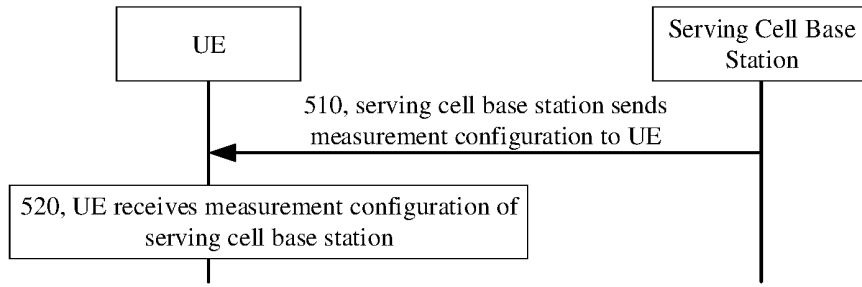 UE
Serving Cell Base
Station
510, serving cell base station sends
measurement configuration to UE
520, UE receives measurement configuration of
serving cell base station